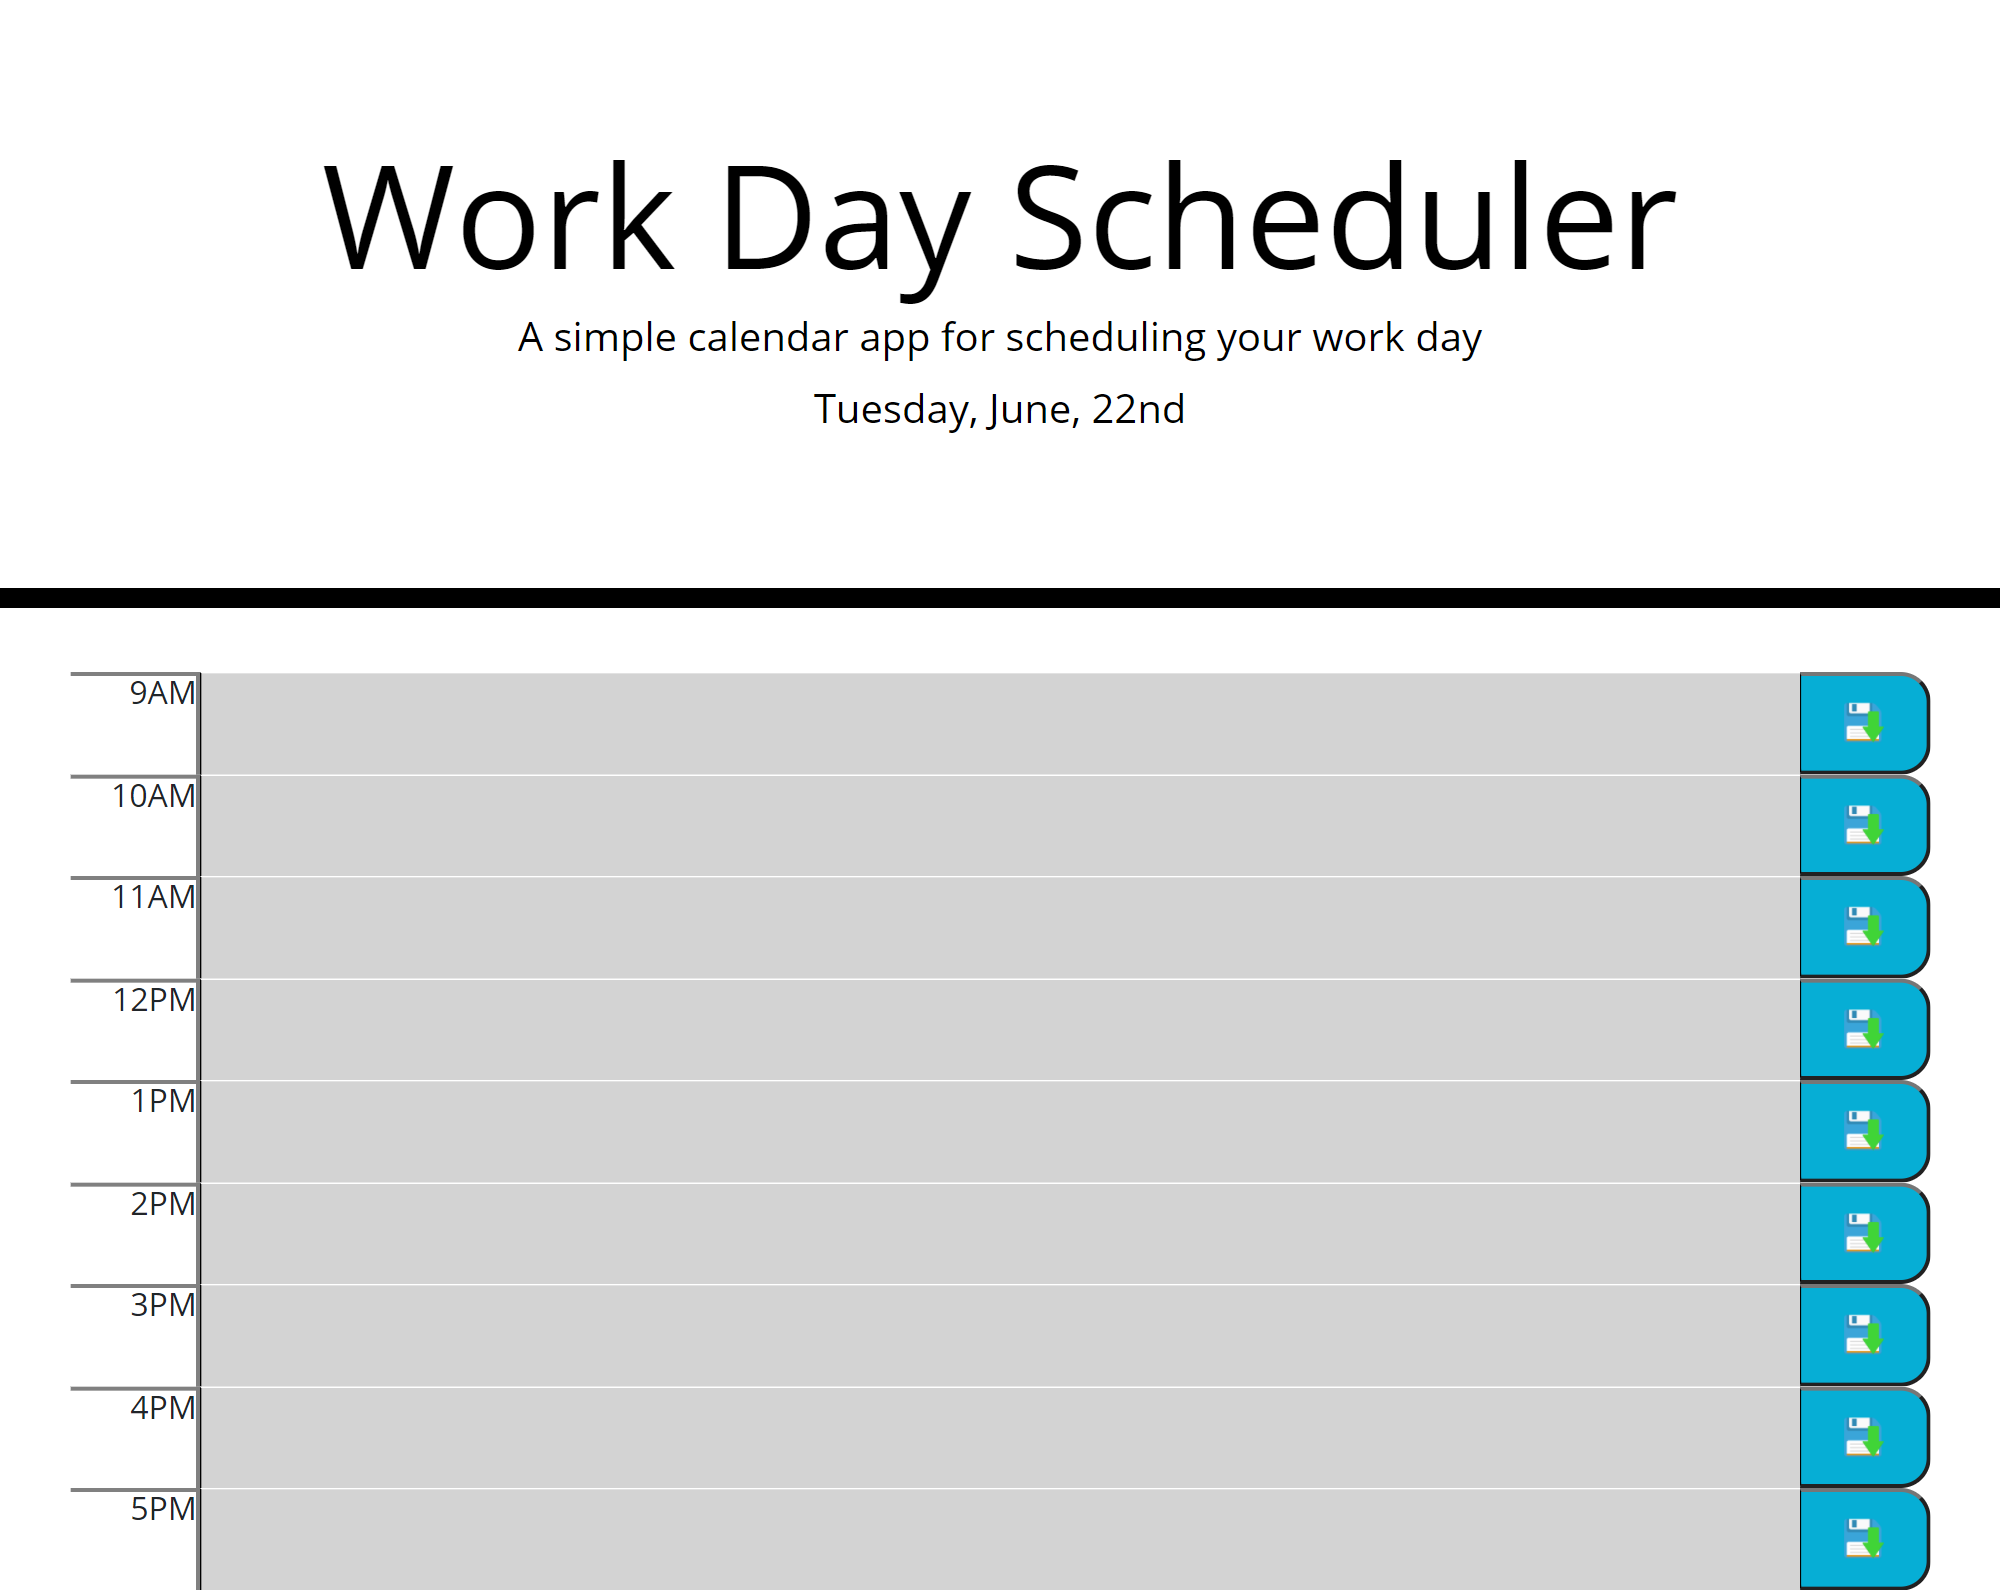 Work Day Scheduler
A simple calendar app for scheduling your work day
Tuesday, June, 22nd
9AM
10AM
11AM
12PM
1PM
2PM
3PM
4PM
5PM